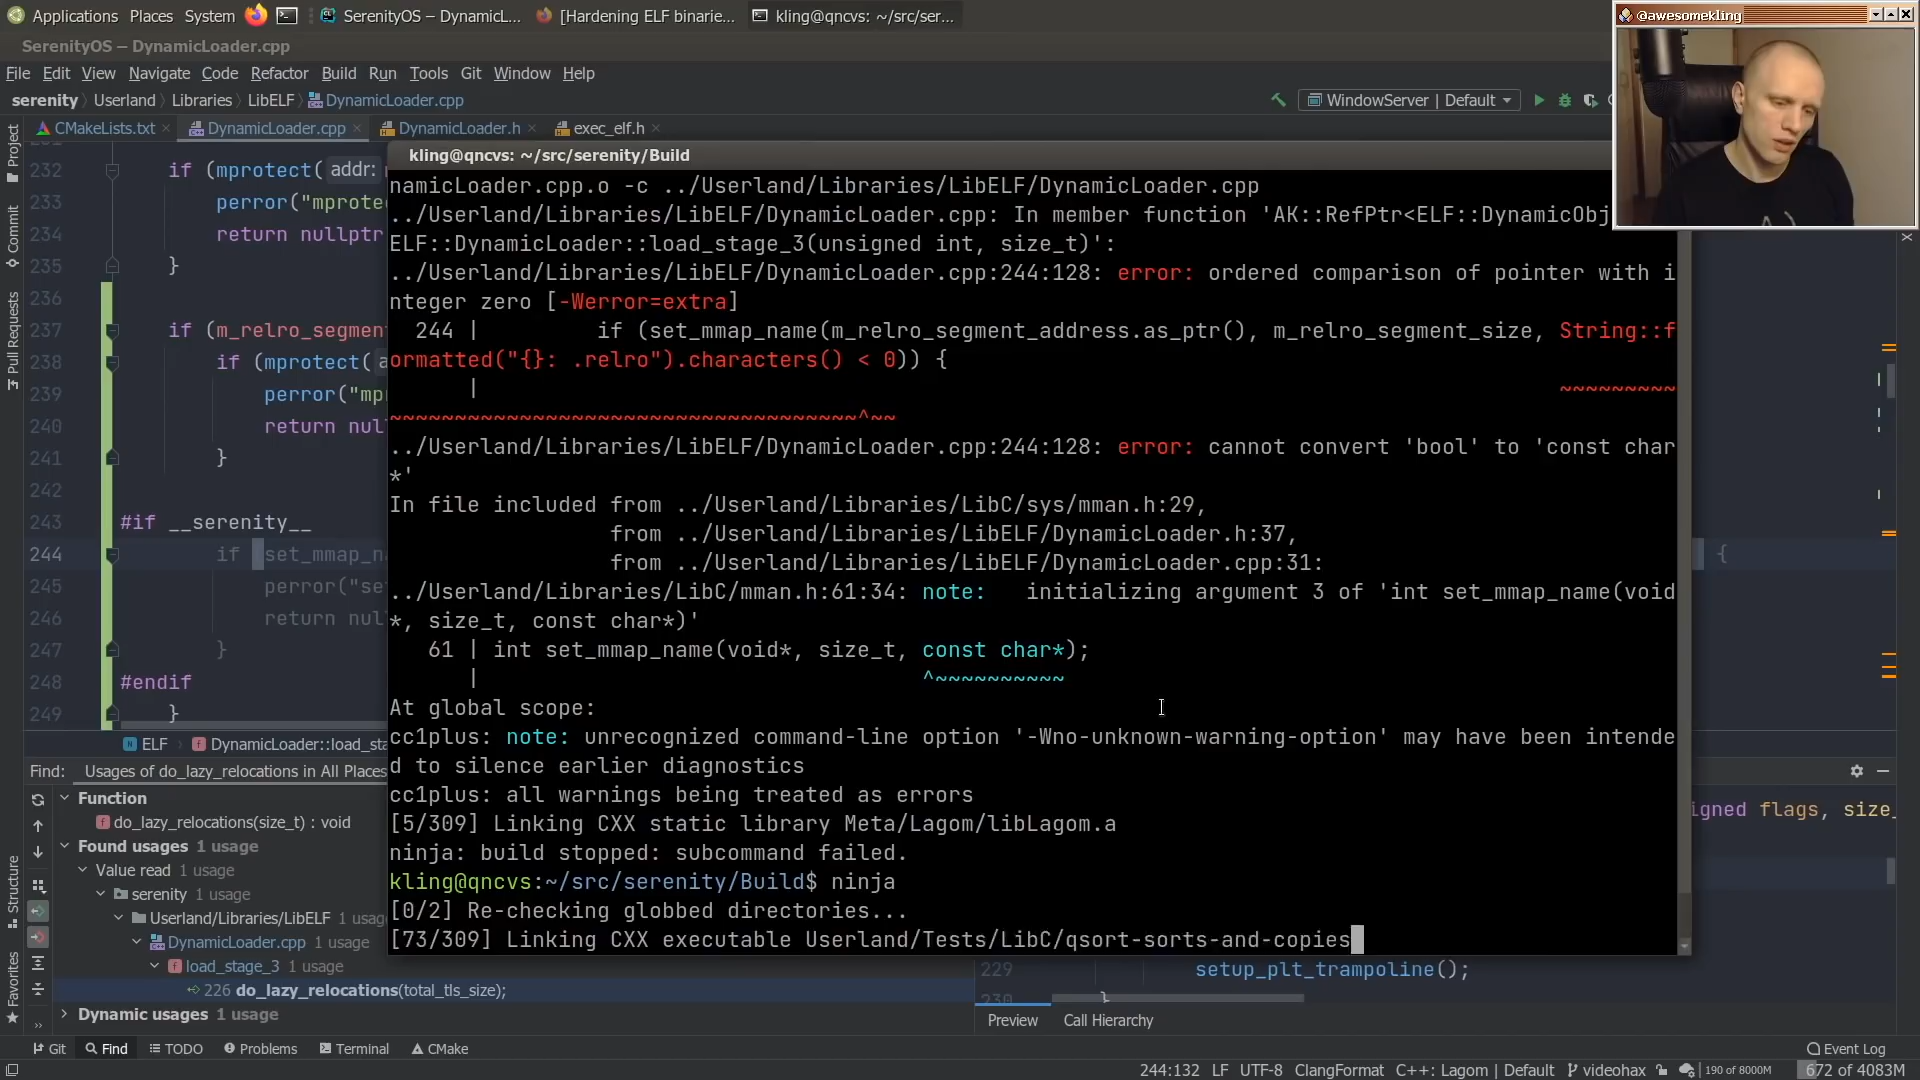 Applications Places System SerenityOS – DynamicL... [Hardening ELF binarie... kling@qncvs: ~/src/ser...
@awesomekling
SerenityOS – DynamicLoader.cpp
File Edit View Navigate Code Refactor Build Run Tools Git Window Help
serenity Userland Libraries LibELF DynamicLoader.cpp WindowServer | Default
CMakeLists.txt DynamicLoader.cpp DynamicLoader.h exec_elf.h
Project
Commit
Pull Requests
Structure
Favorites
232 if (mprotect( addr:
233 perror("mprote
234 return nullptr
235 }
236
237 if (m_relro_segment
238 if (mprotect(
239 perror("mp
240 return nul
241 }
242
243 #if __serenity__
244 if (set_mmap_na {
245 perror("se
246 return nul
247 }
248 #endif
249 }
kling@qncvs: ~/src/serenity/Build
namicLoader.cpp.o -c ../Userland/Libraries/LibELF/DynamicLoader.cpp
../Userland/Libraries/LibELF/DynamicLoader.cpp: In member function 'AK::RefPtr<ELF::DynamicObj
ELF::DynamicLoader::load_stage_3(unsigned int, size_t)':
../Userland/Libraries/LibELF/DynamicLoader.cpp:244:128: error: ordered comparison of pointer with i
nteger zero [-Werror=extra]
244 | if (set_mmap_name(m_relro_segment_address.as_ptr(), m_relro_segment_size, String::f
ormatted("{}: .relro").characters() < 0)) {
| ~~~~~~~~~
~~~~~~~~~~~~~~~~~~~~~~~~~~~~~~~~~~~~^~~
../Userland/Libraries/LibELF/DynamicLoader.cpp:244:128: error: cannot convert 'bool' to 'const char
*'
In file included from ../Userland/Libraries/LibC/sys/mman.h:29,
from ../Userland/Libraries/LibELF/DynamicLoader.h:37,
from ../Userland/Libraries/LibELF/DynamicLoader.cpp:31:
../Userland/Libraries/LibC/mman.h:61:34: note: initializing argument 3 of 'int set_mmap_name(void
*, size_t, const char*)'
61 | int set_mmap_name(void*, size_t, const char*);
| ^~~~~~~~~~~
At global scope:
cc1plus: note: unrecognized command-line option '-Wno-unknown-warning-option' may have been intende
d to silence earlier diagnostics
cc1plus: all warnings being treated as errors
[5/309] Linking CXX static library Meta/Lagom/libLagom.a
ninja: build stopped: subcommand failed.
kling@qncvs:~/src/serenity/Build$ ninja
[0/2] Re-checking globbed directories...
[73/309] Linking CXX executable Userland/Tests/LibC/qsort-sorts-and-copies
ELF DynamicLoader::load_sta
Find: Usages of do_lazy_relocations in All Places
Function
do_lazy_relocations(size_t) : void
Found usages 1 usage
Value read 1 usage
serenity 1 usage
Userland/Libraries/LibELF 1 usag
DynamicLoader.cpp 1 usage
load_stage_3 1 usage
226 do_lazy_relocations(total_tls_size);
Dynamic usages 1 usage
igned flags, size_
229 setup_plt_trampoline();
230 }
Preview Call Hierarchy
Git Find TODO Problems Terminal CMake Event Log
244:132 LF UTF-8 ClangFormat C++: Lagom | Default videohax 190 of 8000M 672 of 4083M